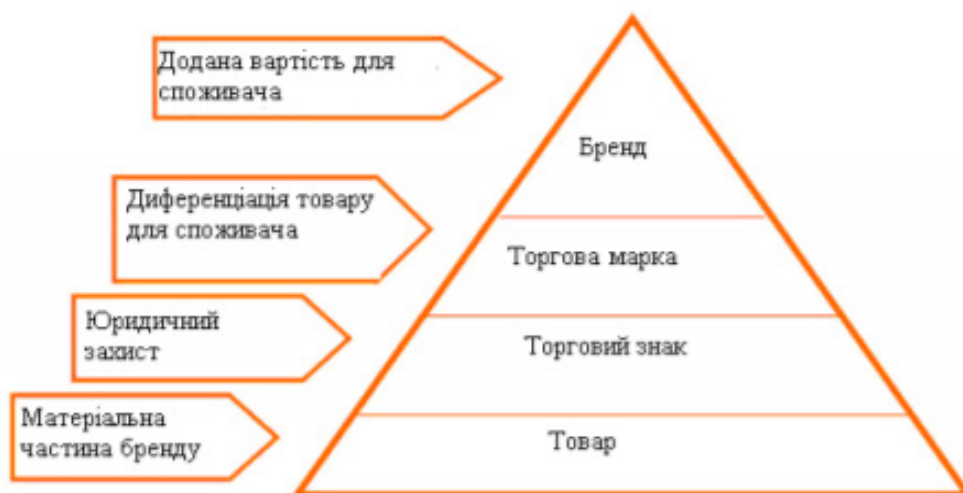 Додана вартість для
споживача
Бренд
Диференціація товару
для споживача
Торгова марка
Юридичний
захист
Торговий знак
Матеріальна
частина бренду
Товар